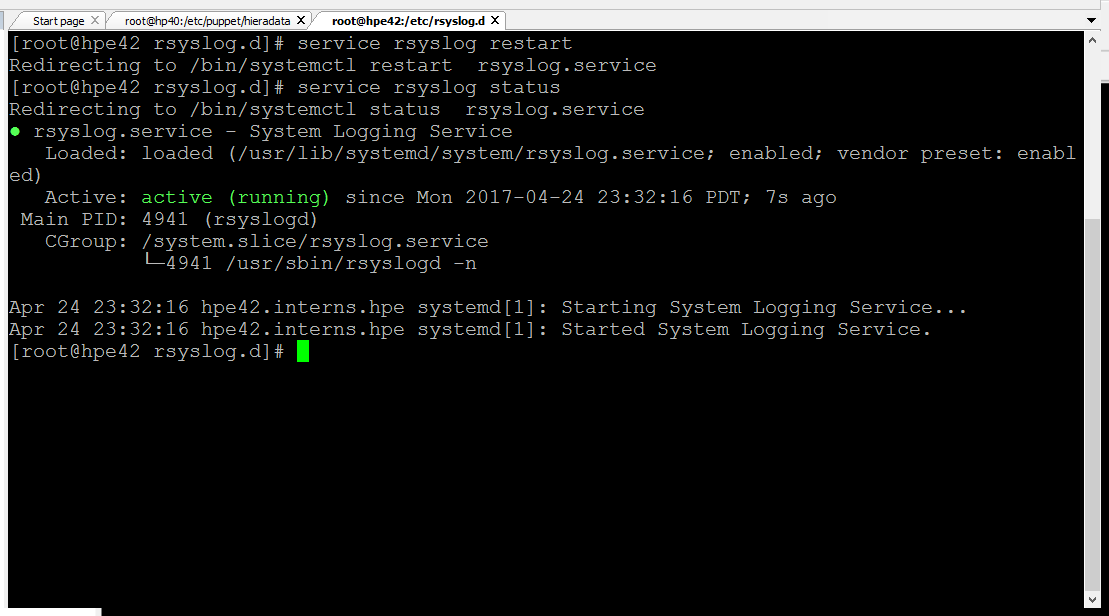 Start page
root@hp40:/etc/puppet/hieradata
root@hpe42:/etc/rsyslog.d
[root@hpe42 rsyslog.d]# service rsyslog restart
Redirecting to /bin/systemctl restart  rsyslog.service
[root@hpe42 rsyslog.d]# service rsyslog status
Redirecting to /bin/systemctl status  rsyslog.service
● rsyslog.service - System Logging Service
   Loaded: loaded (/usr/lib/systemd/system/rsyslog.service; enabled; vendor preset: enabl
ed)
   Active: active (running) since Mon 2017-04-24 23:32:16 PDT; 7s ago
 Main PID: 4941 (rsyslogd)
   CGroup: /system.slice/rsyslog.service
           └─4941 /usr/sbin/rsyslogd -n
Apr 24 23:32:16 hpe42.interns.hpe systemd[1]: Starting System Logging Service...
Apr 24 23:32:16 hpe42.interns.hpe systemd[1]: Started System Logging Service.
[root@hpe42 rsyslog.d]#